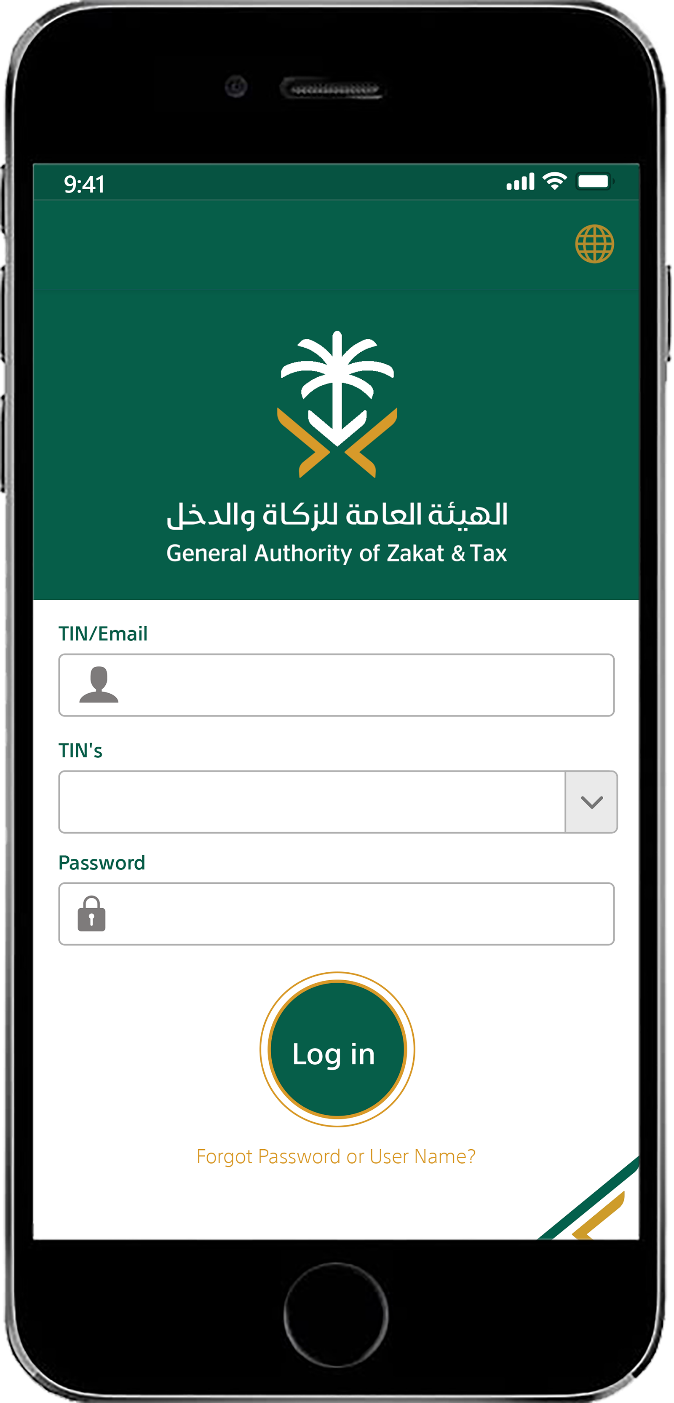 9:41
الهيئة العامة للزكاة والدخل
General Authority of Zakat & Tax
TIN/Email
TIN's
Password
Log in
Forgot Password or User Name?